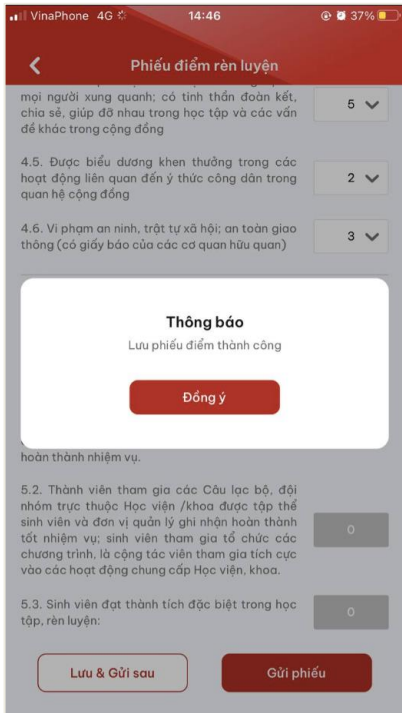 VinaPhone 4G 14:46 37%
Phiếu điểm rèn luyện
mọi người xung quanh; có tinh thần đoàn kết,
chia sẻ, giúp đỡ nhau trong học tập và các vấn
đề khác trong cộng đồng
5
4.5. Được biểu dương khen thưởng trong các
hoạt động liên quan đến ý thức công dân trong
quan hệ cộng đồng
2
4.6. Vi phạm an ninh, trật tự xã hội; an toàn giao
thông (có giấy báo của các cơ quan hữu quan)
3
Thông báo
Lưu phiếu điểm thành công
Đồng ý
hoàn thành nhiệm vụ.
5.2. Thành viên tham gia các Câu lạc bộ, đội
nhóm trực thuộc Học viện /khoa được tập thể
sinh viên và đơn vị quản lý ghi nhận hoàn thành
tốt nhiệm vụ; sinh viên tham gia tổ chức các
chương trình, là cộng tác viên tham gia tích cực
vào các hoạt động chung cấp Học viện, khoa.
0
5.3. Sinh viên đạt thành tích đặc biệt trong học
tập, rèn luyện:
0
Lưu & Gửi sau
Gửi phiếu